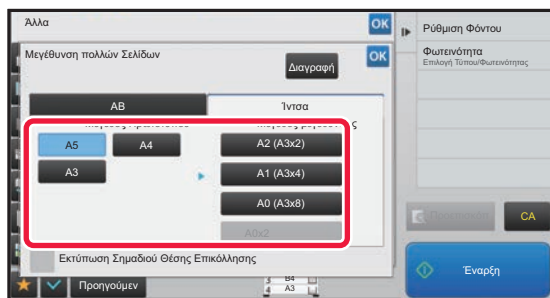 Άλλα
OK
Μεγέθυνση πολλών Σελίδων
Διαγραφή
OK
AB
Ίντσα
A5
A4
A3
A2 (A3x2)
A1 (A3x4)
A0 (A3x8)
A0x2
Εκτύπωση Σημαδιού Θέσης Επικόλλησης
Προηγούμεν
B4
A3
Ρύθμιση Φόντου
Φωτεινότητα
Επιλογή Τύπου/Φωτεινότητας
CA
Έναρξη